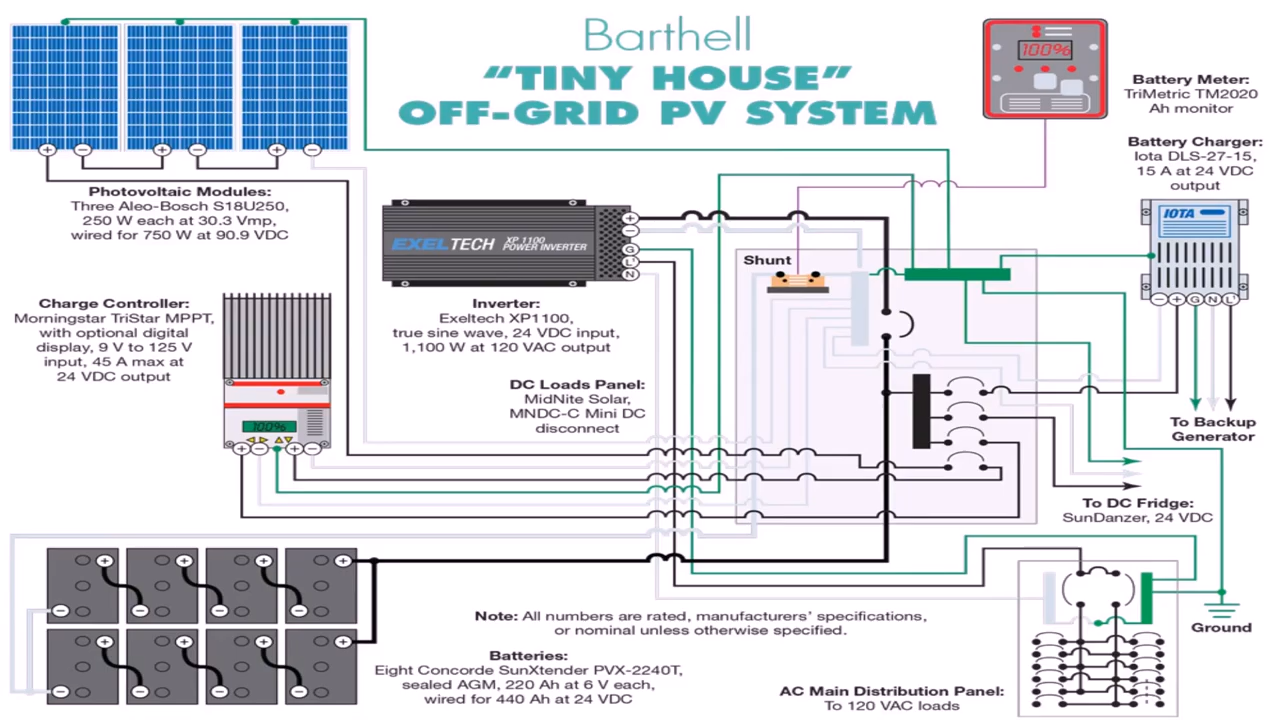 Barthell
“TINY HOUSE”
OFF-GRID PV SYSTEM
100%
Battery Meter:
TriMetric TM2020
Ah monitor
Battery Charger:
Iota DLS-27-15,
15 A at 24 VDC
output
IOTA
+ − + − + −
Photovoltaic Modules:
Three Aleo-Bosch S18U250,
250 W each at 30.3 Vmp,
wired for 750 W at 90.9 VDC
EXELTECH XP 1100
POWER INVERTER
+
−
G
L1
N
Shunt
Charge Controller:
Morningstar TriStar MPPT,
with optional digital
display, 9 V to 125 V
input, 45 A max at
24 VDC output
100%
+ − + −
Inverter:
Exeltech XP1100,
true sine wave, 24 VDC input,
1,100 W at 120 VAC output
DC Loads Panel:
MidNite Solar,
MNDC-C Mini DC
disconnect
− + G N L1
To Backup
Generator
To DC Fridge:
SunDanzer, 24 VDC
Ground
+ + + +
− − − −
+ + + +
− − − −
Note: All numbers are rated, manufacturers’ specifications,
or nominal unless otherwise specified.
Batteries:
Eight Concorde SunXtender PVX-2240T,
sealed AGM, 220 Ah at 6 V each,
wired for 440 Ah at 24 VDC
AC Main Distribution Panel:
To 120 VAC loads